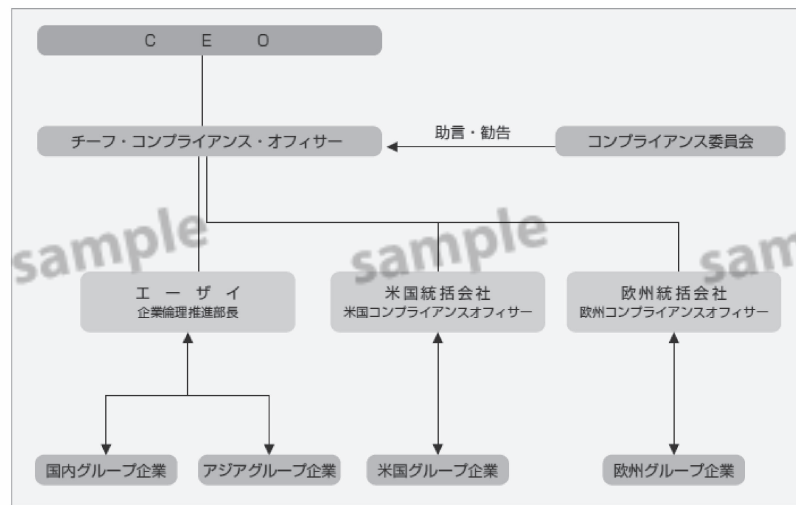 C E O
チーフ・コンプライアンス・オフィサー
助言・勧告
コンプライアンス委員会
sample
sample
sam
エーザイ
企業倫理推進部長
米国統括会社
米国コンプライアンスオフィサー
欧州統括会社
欧州コンプライアンスオフィサー
国内グループ企業
アジアグループ企業
米国グループ企業
欧州グループ企業